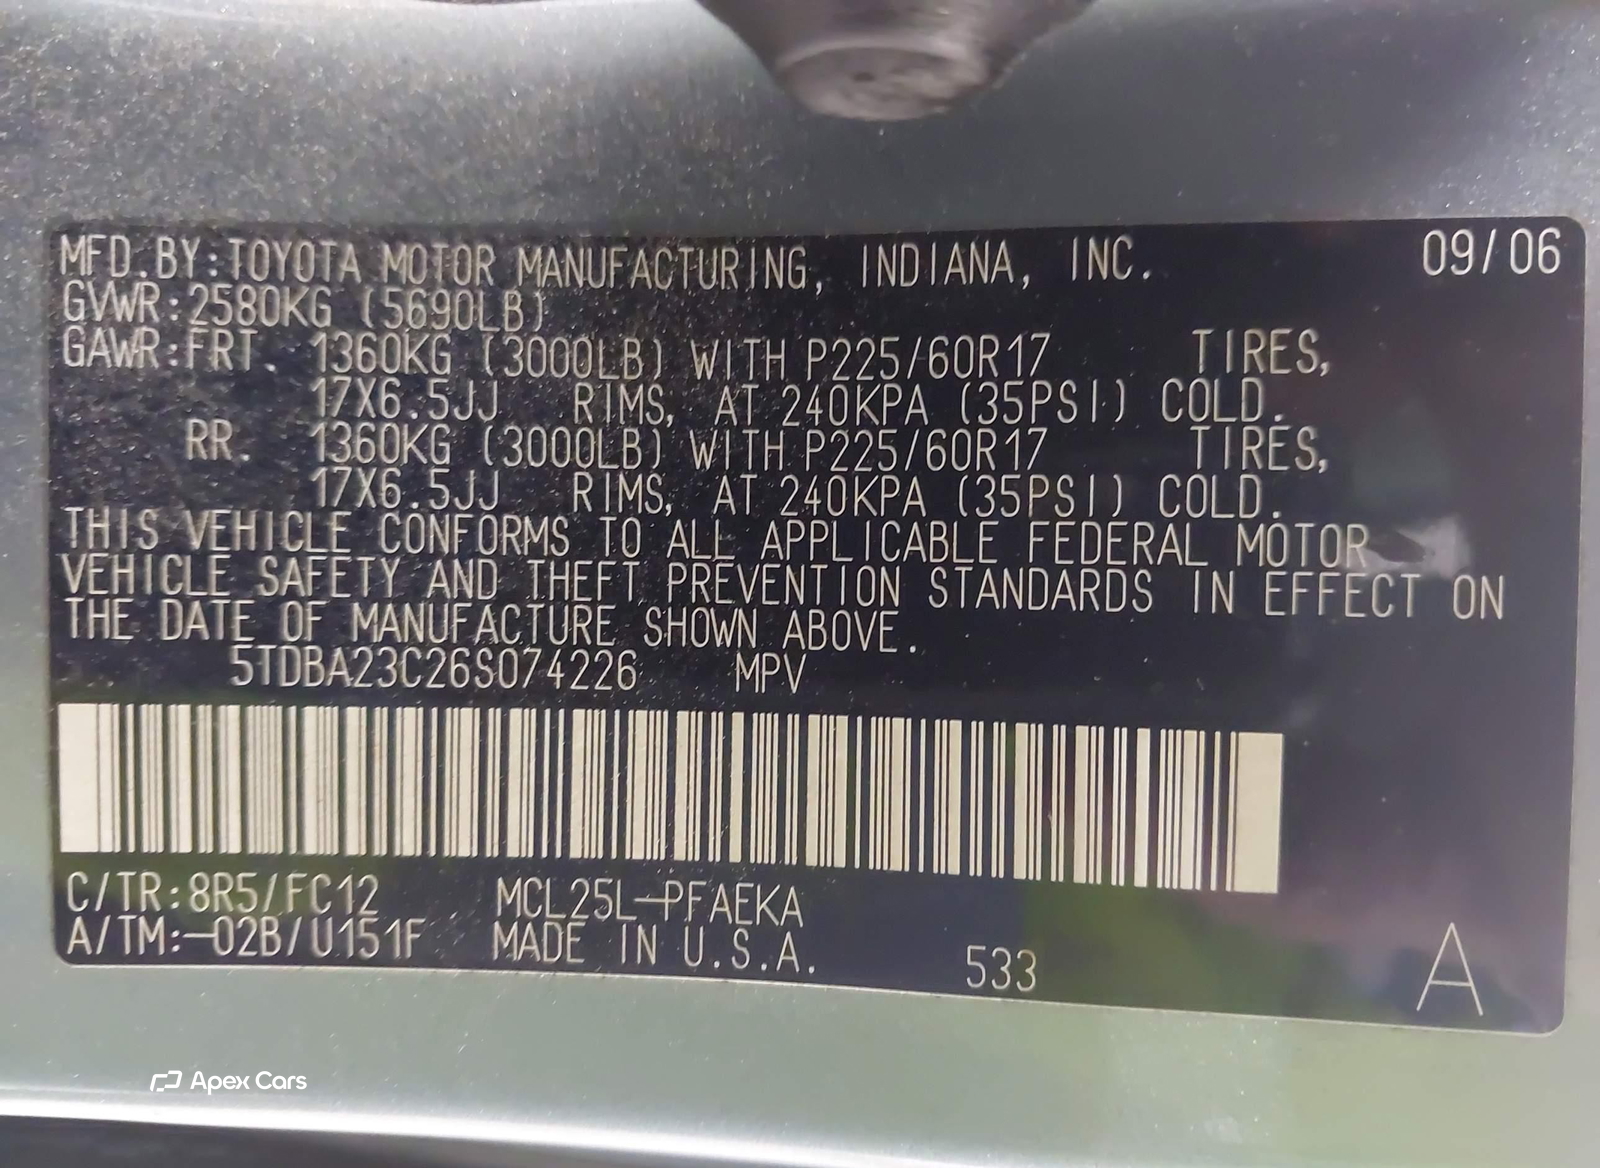 MFD.BY:TOYOTA MOTOR MANUFACTURING, INDIANA, INC. 09/06
GVWR:2580KG (5690LB)
GAWR:FRT 1360KG (3000LB) WITH P225/60R17 TIRES,
17X6.5JJ RIMS, AT 240KPA (35PSI) COLD.
RR. 1360KG (3000LB) WITH P225/60R17 TIRES,
17X6.5JJ RIMS, AT 240KPA (35PSI) COLD.
THIS VEHICLE CONFORMS TO ALL APPLICABLE FEDERAL MOTOR
VEHICLE SAFETY AND THEFT PREVENTION STANDARDS IN EFFECT ON
THE DATE OF MANUFACTURE SHOWN ABOVE.
5TDBA23C26S074226 MPV
C/TR:8R5/FC12 MCL25L-PFAEKA
A/TM:-02B/U151F MADE IN U.S.A. 533 A
Apex Cars